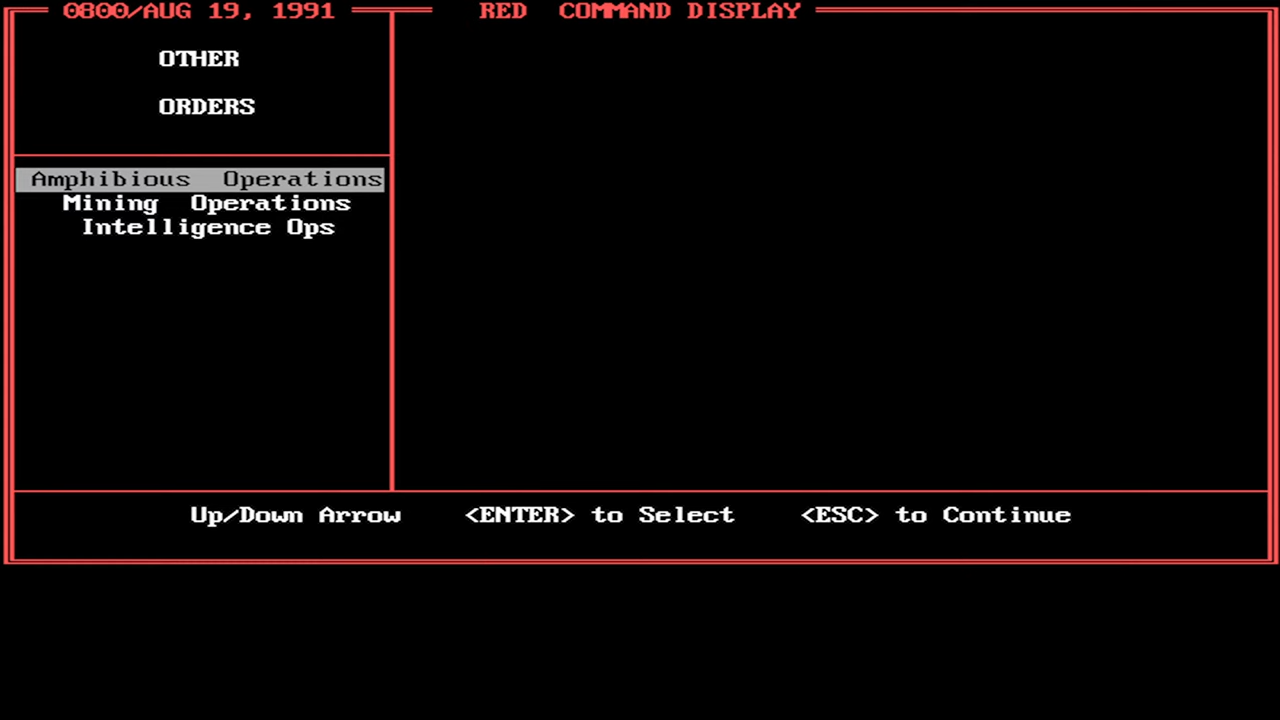 0800/AUG 19, 1991 RED COMMAND DISPLAY
OTHER
ORDERS
Amphibious Operations
Mining Operations
Intelligence Ops
Up/Down Arrow <ENTER> to Select <ESC> to Continue